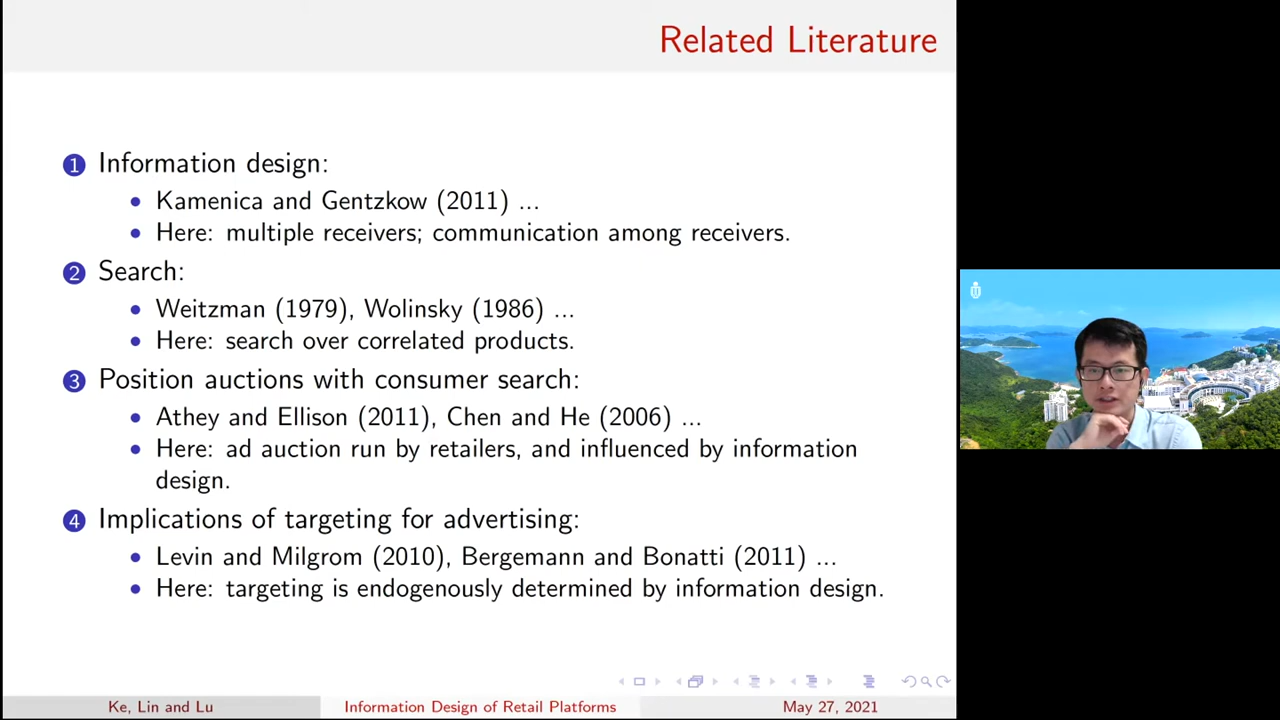 Related Literature
1 Information design:
• Kamenica and Gentzkow (2011) ...
• Here: multiple receivers; communication among receivers.
2 Search:
• Weitzman (1979), Wolinsky (1986) ...
• Here: search over correlated products.
3 Position auctions with consumer search:
• Athey and Ellison (2011), Chen and He (2006) ...
• Here: ad auction run by retailers, and influenced by information
design.
4 Implications of targeting for advertising:
• Levin and Milgrom (2010), Bergemann and Bonatti (2011) ...
• Here: targeting is endogenously determined by information design.
Ke, Lin and Lu
Information Design of Retail Platforms
May 27, 2021